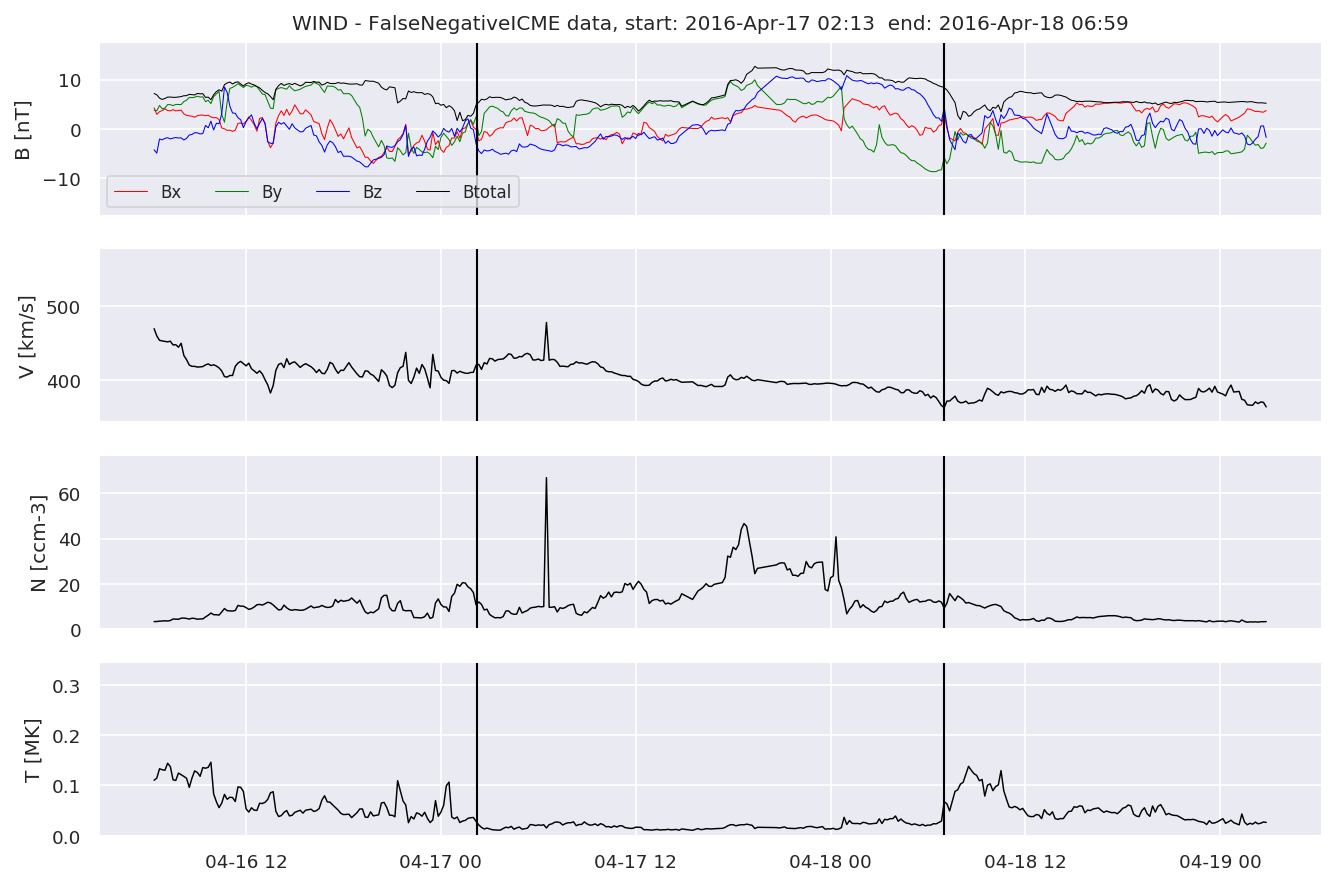 WIND - FalseNegativeICME data, start: 2016-Apr-17 02:13  end: 2016-Apr-18 06:59
B [nT]
10
0
−10
Bx By Bz Btotal
V [km/s]
500
400
N [ccm-3]
60
40
20
0
T [MK]
0.3
0.2
0.1
0.0
04-16 12 04-17 00 04-17 12 04-18 00 04-18 12 04-19 00